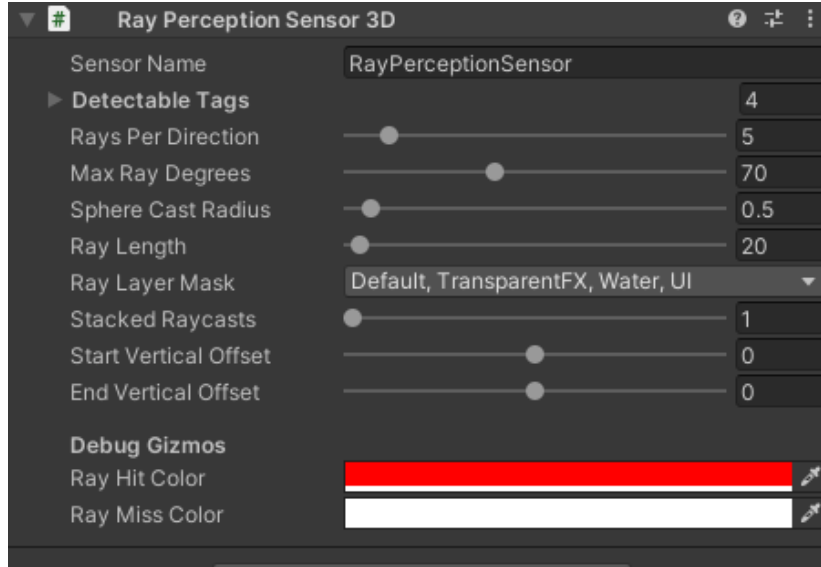 Ray Perception Sensor 3D
Sensor Name RayPerceptionSensor
Detectable Tags 4
Rays Per Direction 5
Max Ray Degrees 70
Sphere Cast Radius 0.5
Ray Length 20
Ray Layer Mask Default, TransparentFX, Water, UI
Stacked Raycasts 1
Start Vertical Offset 0
End Vertical Offset 0
Debug Gizmos
Ray Hit Color
Ray Miss Color